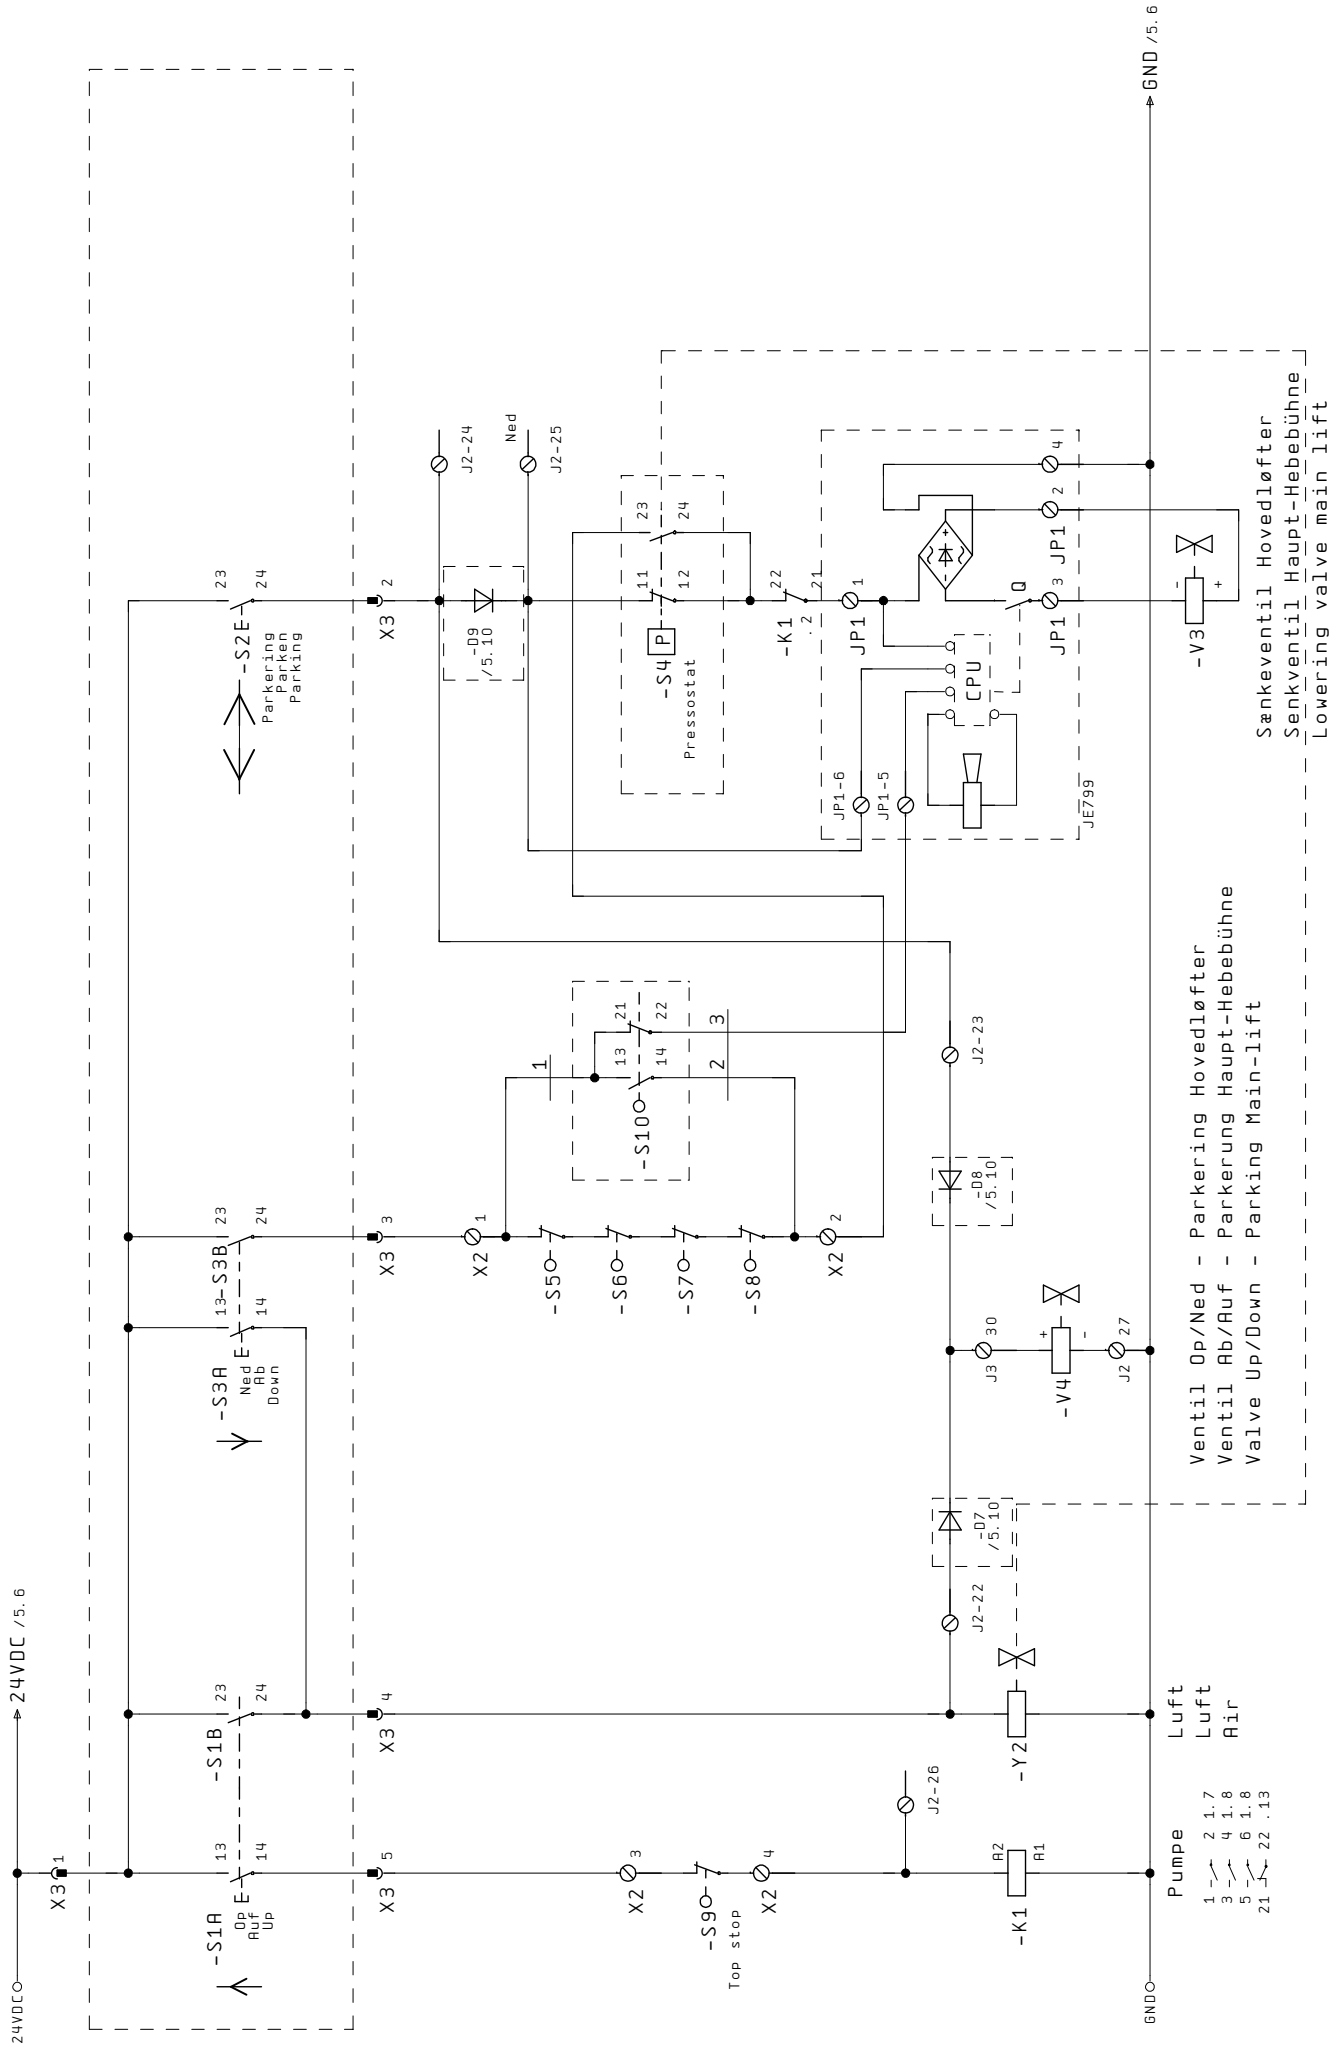 24VDC
24VDC /5.6
X3
1
-S1A
Op
Auf
Up
13
14
-S1B
23
24
-S3A
Ned
Ab
Down
13
14
-S3B
23
24
-S2
Parkering
Parken
Parking
23
24
X3
5
X3
4
X3
3
X3
2
J2-24
-D9
/5.10
Ned
J2-25
X2
1
-S5
-S6
-S7
-S8
X2
2
1
-S10
13
14
21
22
2
3
-S4
P
Pressostat
11
12
23
24
-K1
.2
22
21
X2
3
-S9
Top stop
X2
4
J2-26
J2-22
-D7
/5.10
-D8
/5.10
J2-23
JP1-6
JP1-5
JP1
1
CPU
Q
JP1
3
JP1
2
4
JE799
-K1
A2
A1
-Y2
J3
30
-V4
+
-
J2
27
-V3
-
+
GND
GND /5.6
Pumpe
1 2 1.7
3 4 1.8
5 6 1.8
21 22 .13
Luft
Luft
Air
Ventil Op/Ned - Parkering Hovedløfter
Ventil Ab/Auf - Parkerung Haupt-Hebebühne
Valve Up/Down - Parking Main-lift
Sænkeventil Hovedløfter
Senkventil Haupt-Hebebühne
Lowering valve main lift